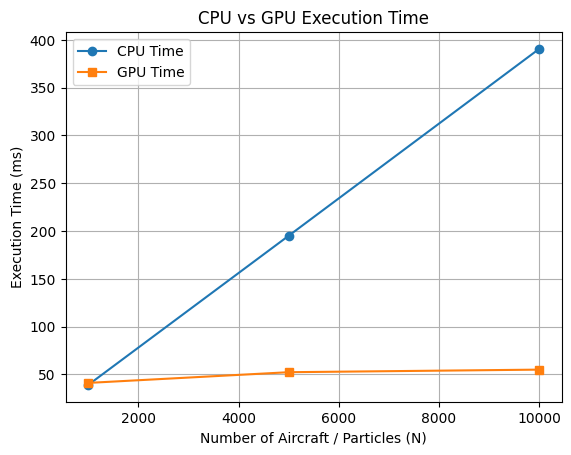 CPU vs GPU Execution Time
CPU Time
GPU Time
Execution Time (ms)
400
350
300
250
200
150
100
50
2000 4000 6000 8000 10000
Number of Aircraft / Particles (N)